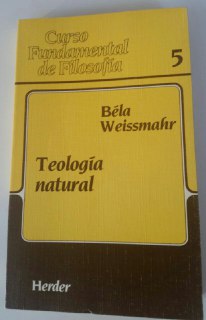 Curso
Fundamental
de Filosofía
5
Béla
Weissmahr
Teología
natural
Herder